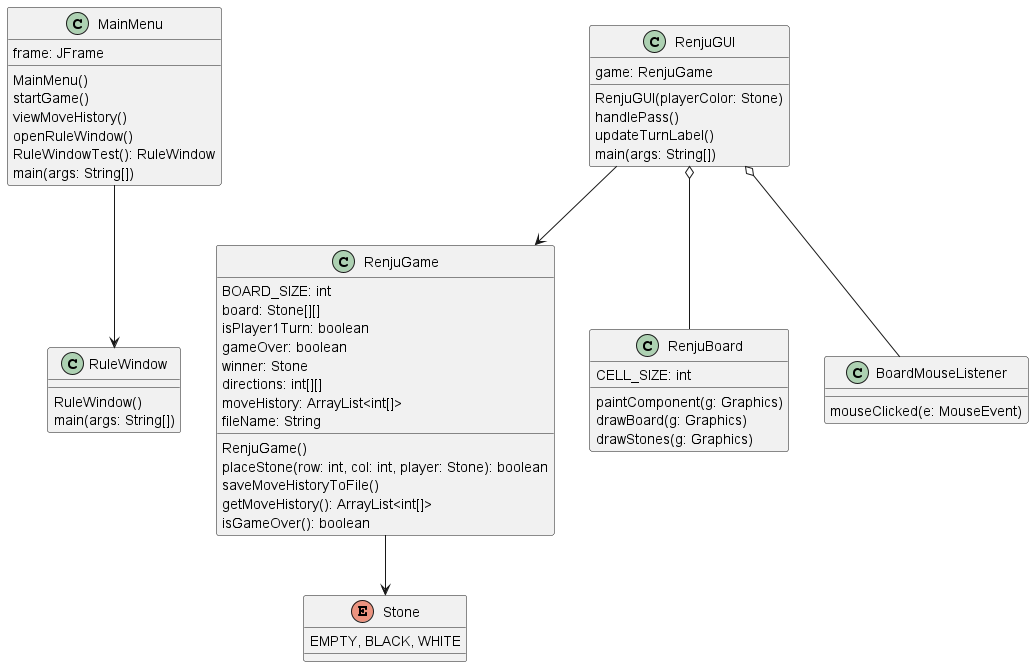 C MainMenu
frame: JFrame
MainMenu()
startGame()
viewMoveHistory()
openRuleWindow()
RuleWindowTest(): RuleWindow
main(args: String[])
C RenjuGUI
game: RenjuGame
RenjuGUI(playerColor: Stone)
handlePass()
updateTurnLabel()
main(args: String[])
C RuleWindow
RuleWindow()
main(args: String[])
C RenjuGame
BOARD_SIZE: int
board: Stone[][]
isPlayer1Turn: boolean
gameOver: boolean
winner: Stone
directions: int[][]
moveHistory: ArrayList<int[]>
fileName: String
RenjuGame()
placeStone(row: int, col: int, player: Stone): boolean
saveMoveHistoryToFile()
getMoveHistory(): ArrayList<int[]>
isGameOver(): boolean
C RenjuBoard
CELL_SIZE: int
paintComponent(g: Graphics)
drawBoard(g: Graphics)
drawStones(g: Graphics)
C BoardMouseListener
mouseClicked(e: MouseEvent)
E Stone
EMPTY, BLACK, WHITE